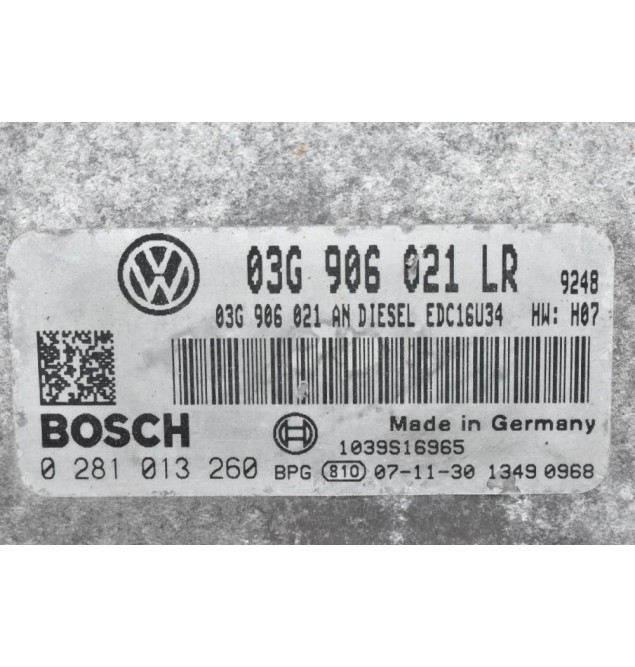 03G 906 021 LR 9248
03G 906 021 AN DIESEL EDC16U34 HW: H07
BOSCH Made in Germany
1039S16965
0 281 013 260 BPG 810 07-11-30 1349 0968